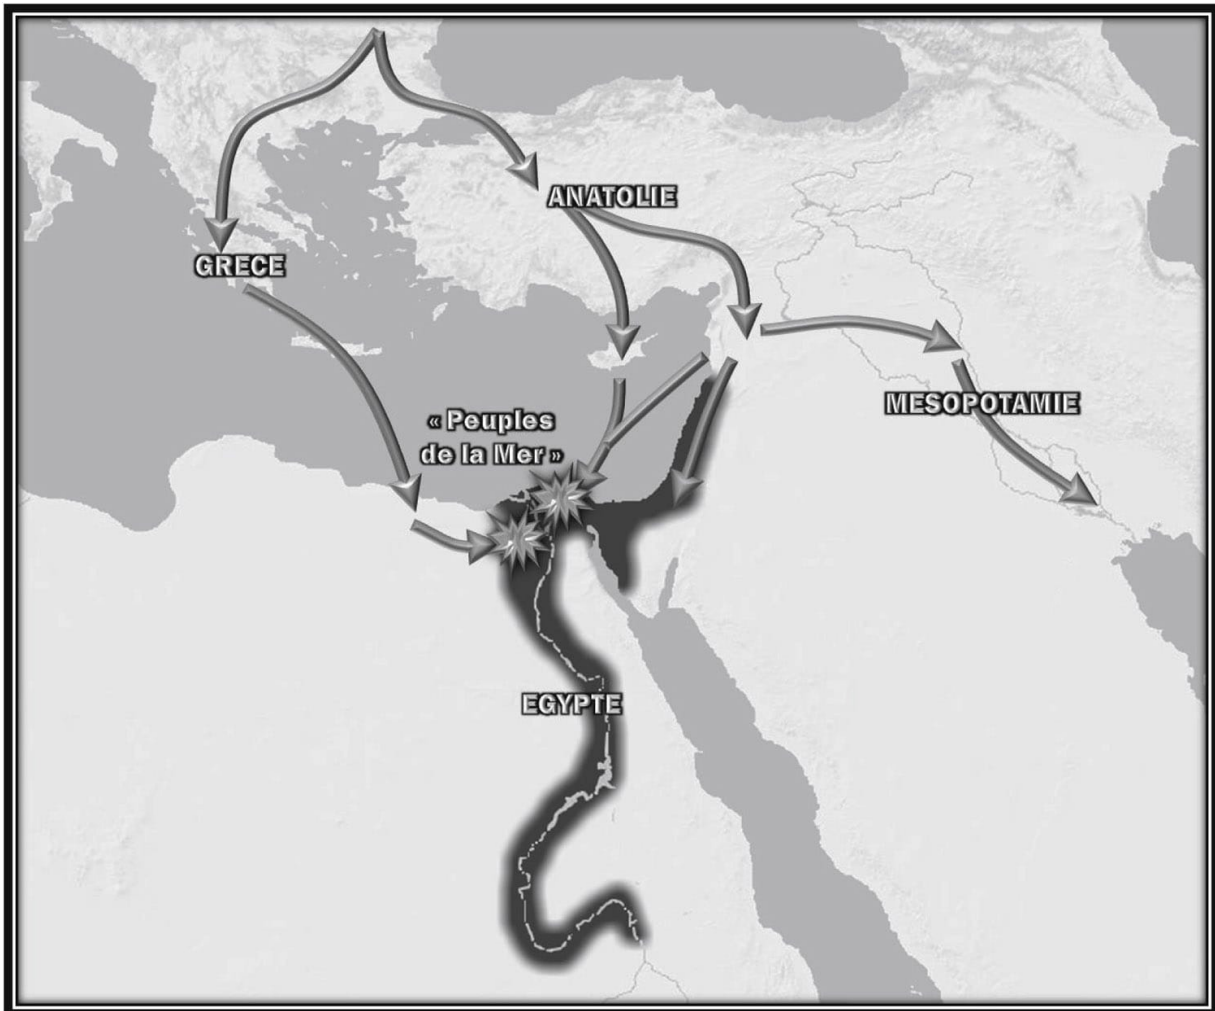 ANATOLIE
GRECE
MESOPOTAMIE
« Peuples
de la Mer »
EGYPTE